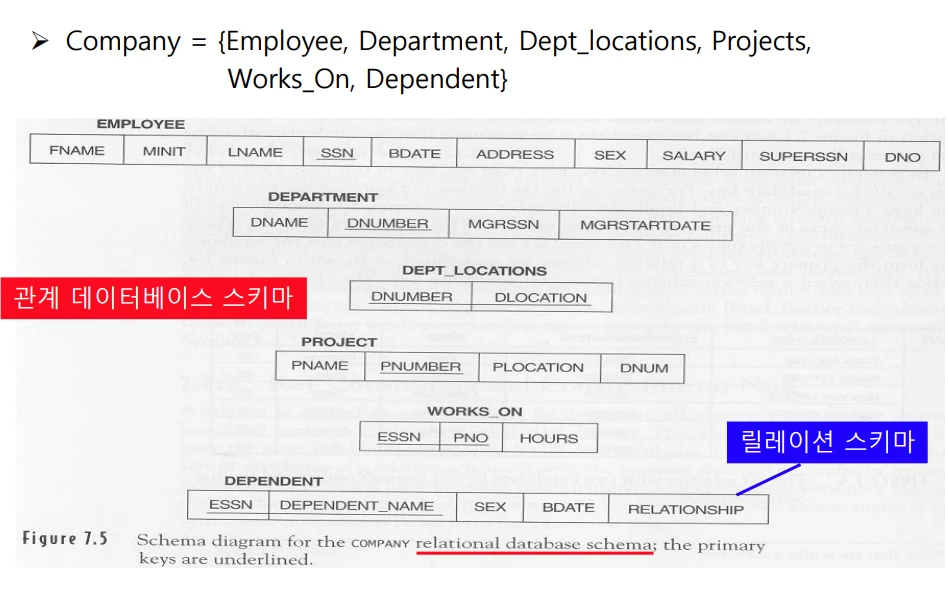 ➤ Company = {Employee, Department, Dept_locations, Projects,
Works_On, Dependent}
EMPLOYEE
FNAME MINIT LNAME SSN BDATE ADDRESS SEX SALARY SUPERSSN DNO
DEPARTMENT
DNAME DNUMBER MGRSSN MGRSTARTDATE
DEPT_LOCATIONS
관계 데이터베이스 스키마
DNUMBER DLOCATION
PROJECT
PNAME PNUMBER PLOCATION DNUM
WORKS_ON
ESSN PNO HOURS
릴레이션 스키마
DEPENDENT
ESSN DEPENDENT_NAME SEX BDATE RELATIONSHIP
Figure 7.5 Schema diagram for the COMPANY relational database schema; the primary
keys are underlined.